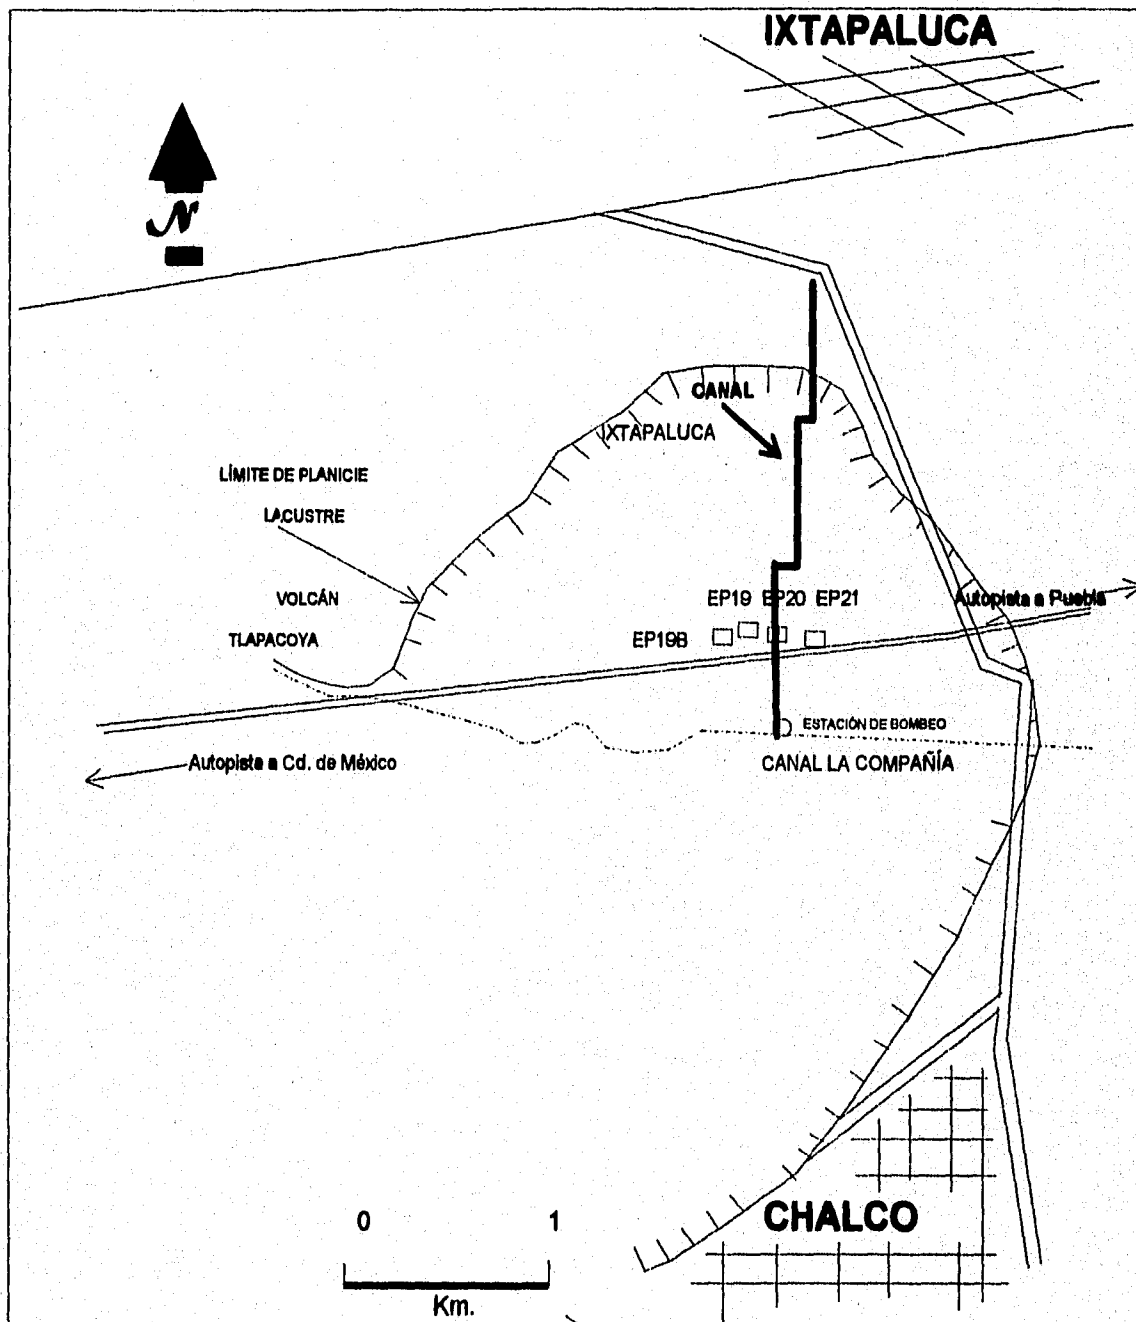 IXTAPALUCA
N
CANAL
IXTAPALUCA
LÍMITE DE PLANICIE
LACUSTRE
VOLCÁN
TLAPACOYA
EP19 EP20 EP21
EP19B
Autopista a Puebla
ESTACIÓN DE BOMBEO
CANAL LA COMPAÑÍA
Autopista a Cd. de México
CHALCO
0 1
Km.